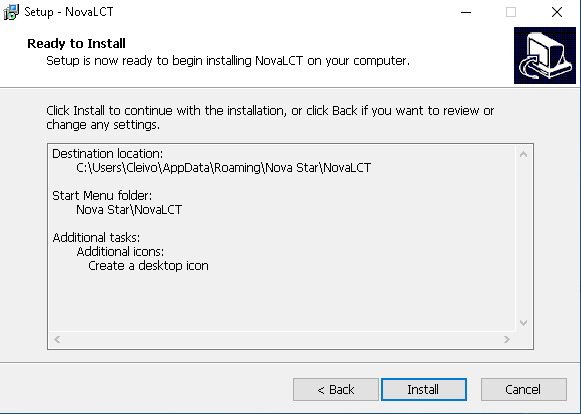 Setup - NovaLCT
Ready to Install
Setup is now ready to begin installing NovaLCT on your computer.
Click Install to continue with the installation, or click Back if you want to review or
change any settings.
Destination location:
C:\Users\Cleivo\AppData\Roaming\Nova Star\NovaLCT
Start Menu folder:
Nova Star\NovaLCT
Additional tasks:
Additional icons:
Create a desktop icon
< Back
Install
Cancel